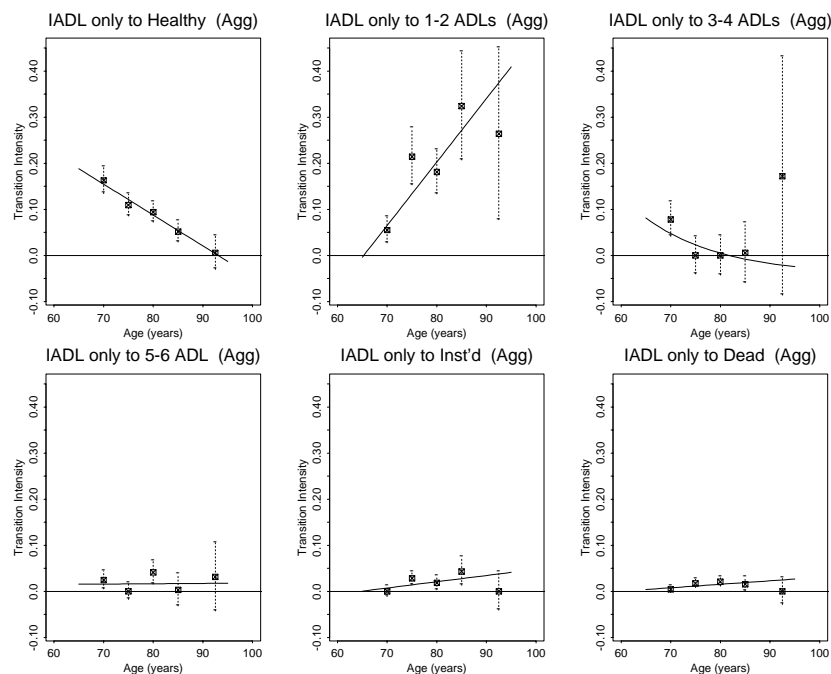 IADL only to Healthy (Agg)
Transition Intensity
-0.10 0.0 0.10 0.20 0.30 0.40
60 70 80 90 100
Age (years)
IADL only to 1-2 ADLs (Agg)
Transition Intensity
-0.10 0.0 0.10 0.20 0.30 0.40
60 70 80 90 100
Age (years)
IADL only to 3-4 ADLs (Agg)
Transition Intensity
-0.10 0.0 0.10 0.20 0.30 0.40
60 70 80 90 100
Age (years)
IADL only to 5-6 ADL (Agg)
Transition Intensity
-0.10 0.0 0.10 0.20 0.30 0.40
60 70 80 90 100
Age (years)
IADL only to Inst'd (Agg)
Transition Intensity
-0.10 0.0 0.10 0.20 0.30 0.40
60 70 80 90 100
Age (years)
IADL only to Dead (Agg)
Transition Intensity
-0.10 0.0 0.10 0.20 0.30 0.40
60 70 80 90 100
Age (years)